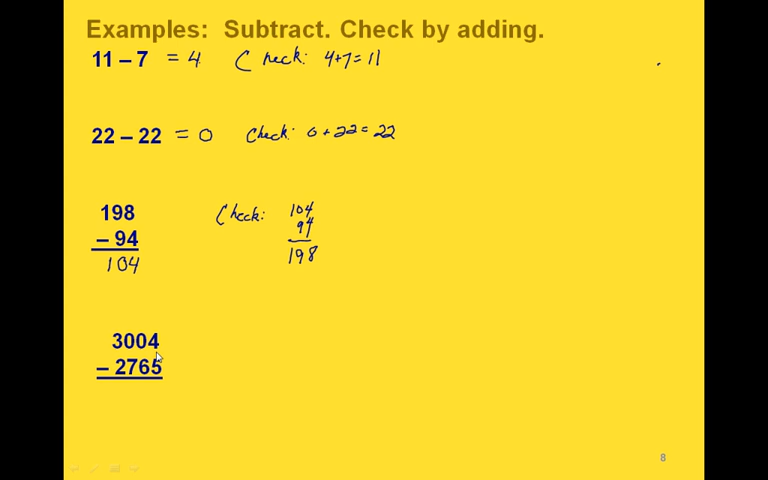 Examples: Subtract. Check by adding.
11 – 7 = 4 Check: 4+7=11
22 – 22 = 0 Check: 0+22=22
198 Check: 104
– 94 94
104 198
3004
– 2765
8